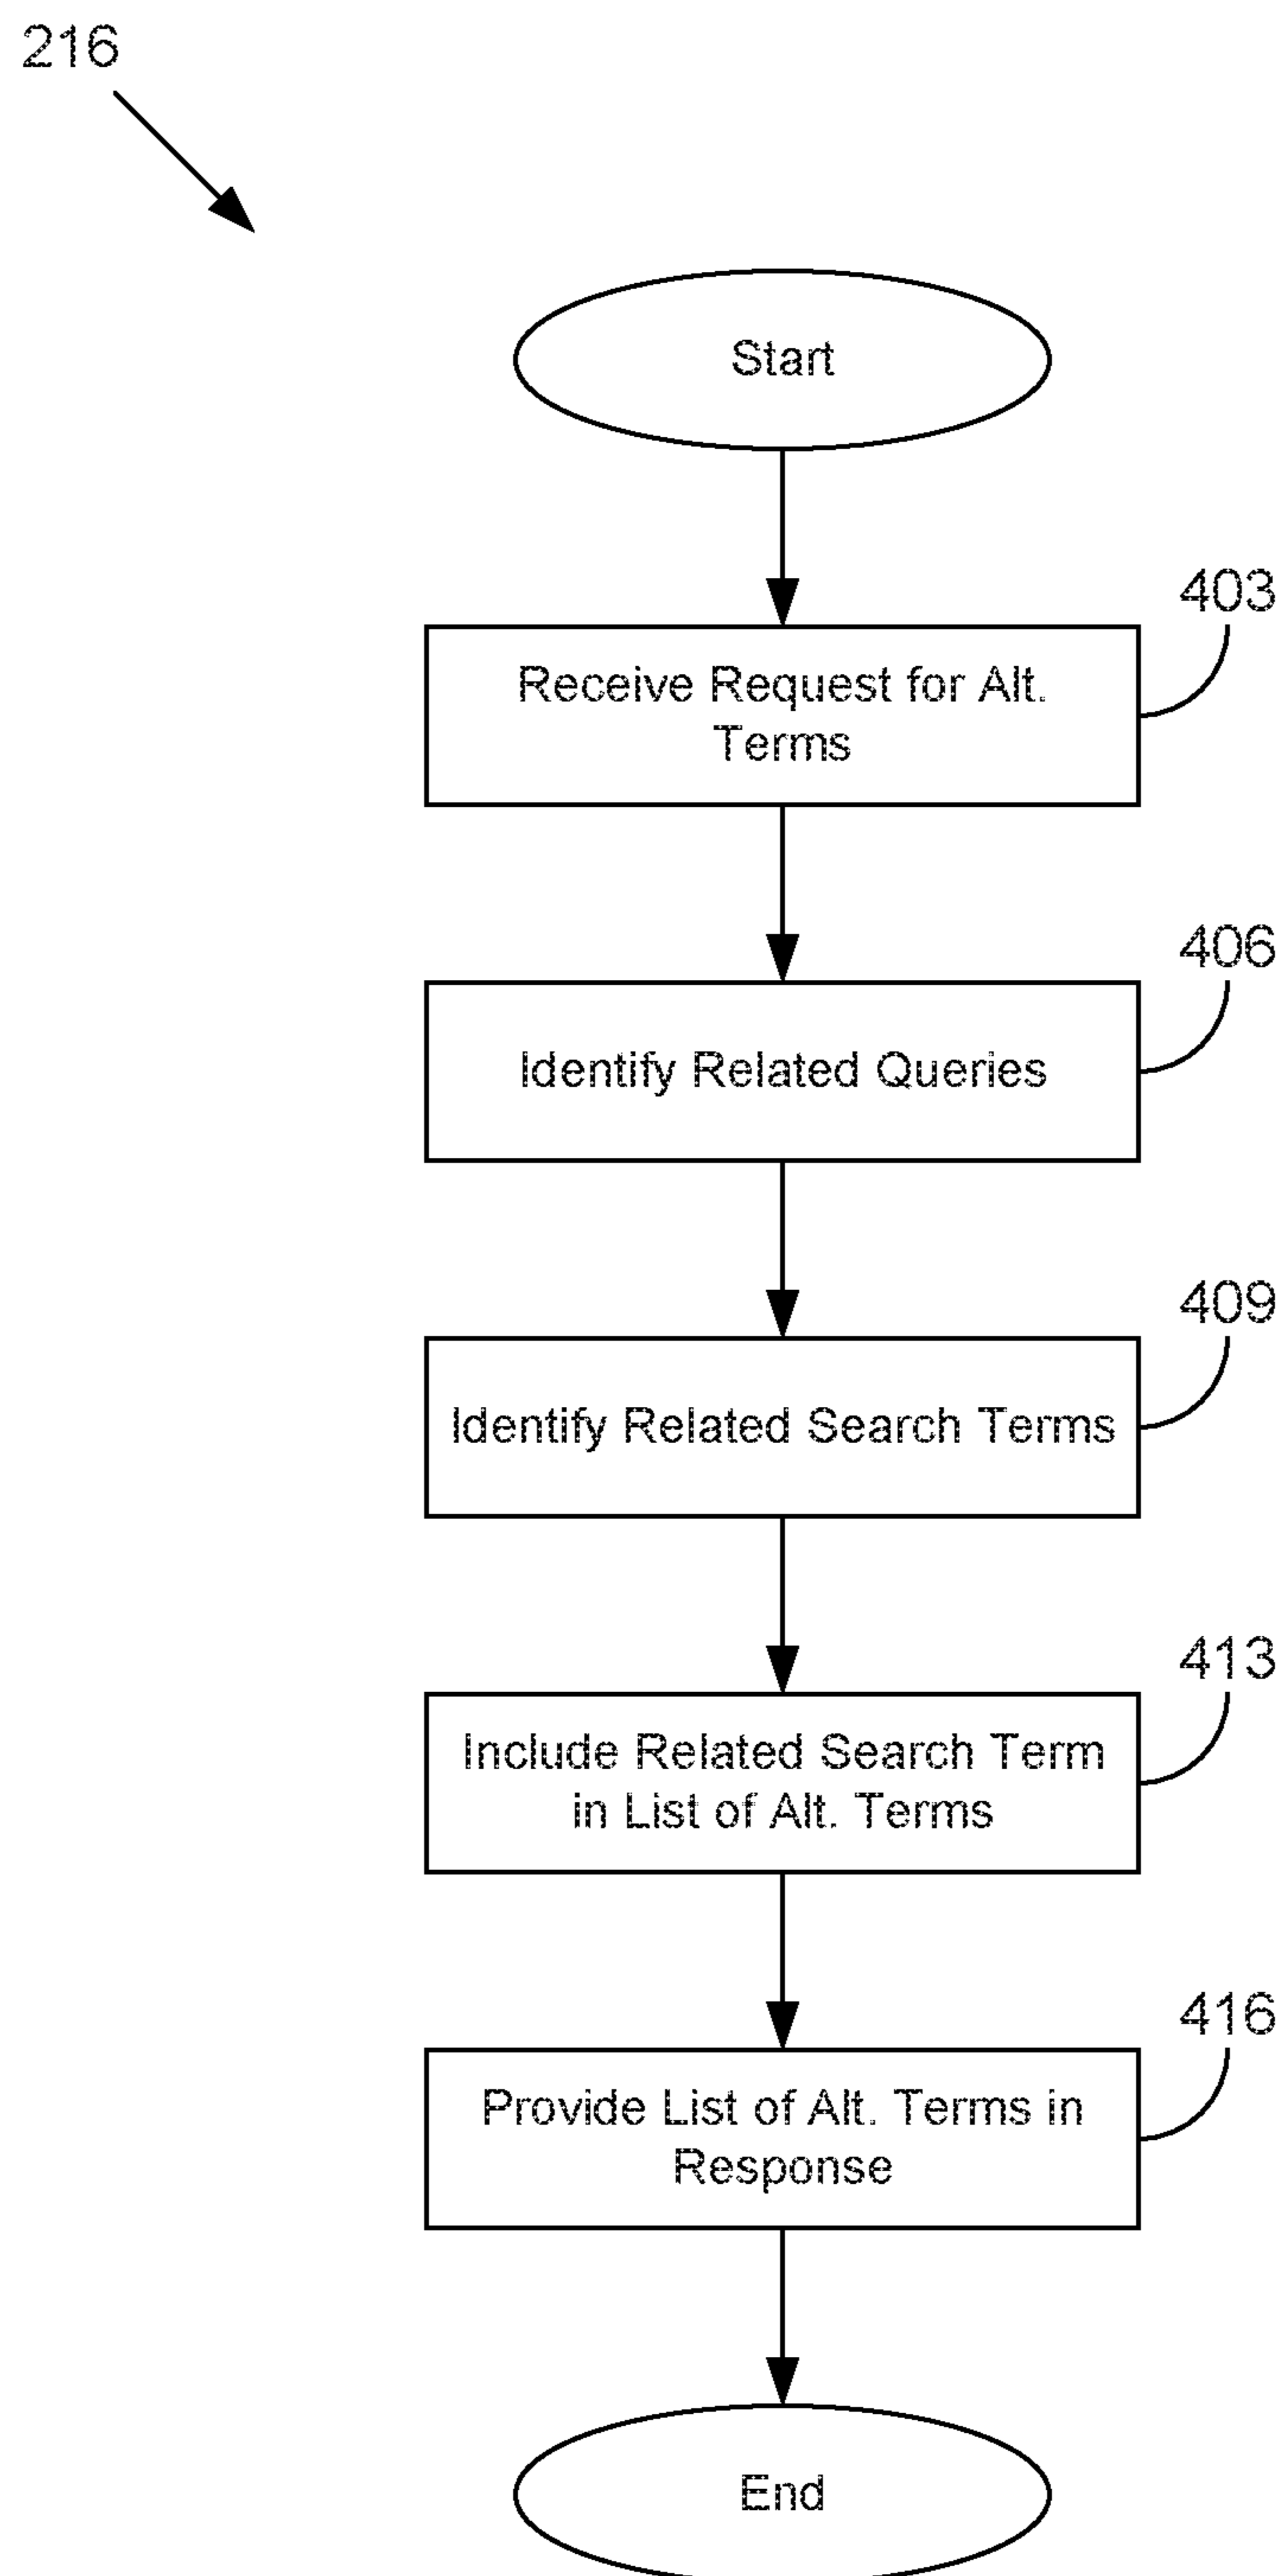 216
Start
403
Receive Request for Alt.
Terms
406
Identify Related Queries
409
Identify Related Search Terms
413
Include Related Search Term
in List of Alt. Terms
416
Provide List of Alt. Terms in
Response
End